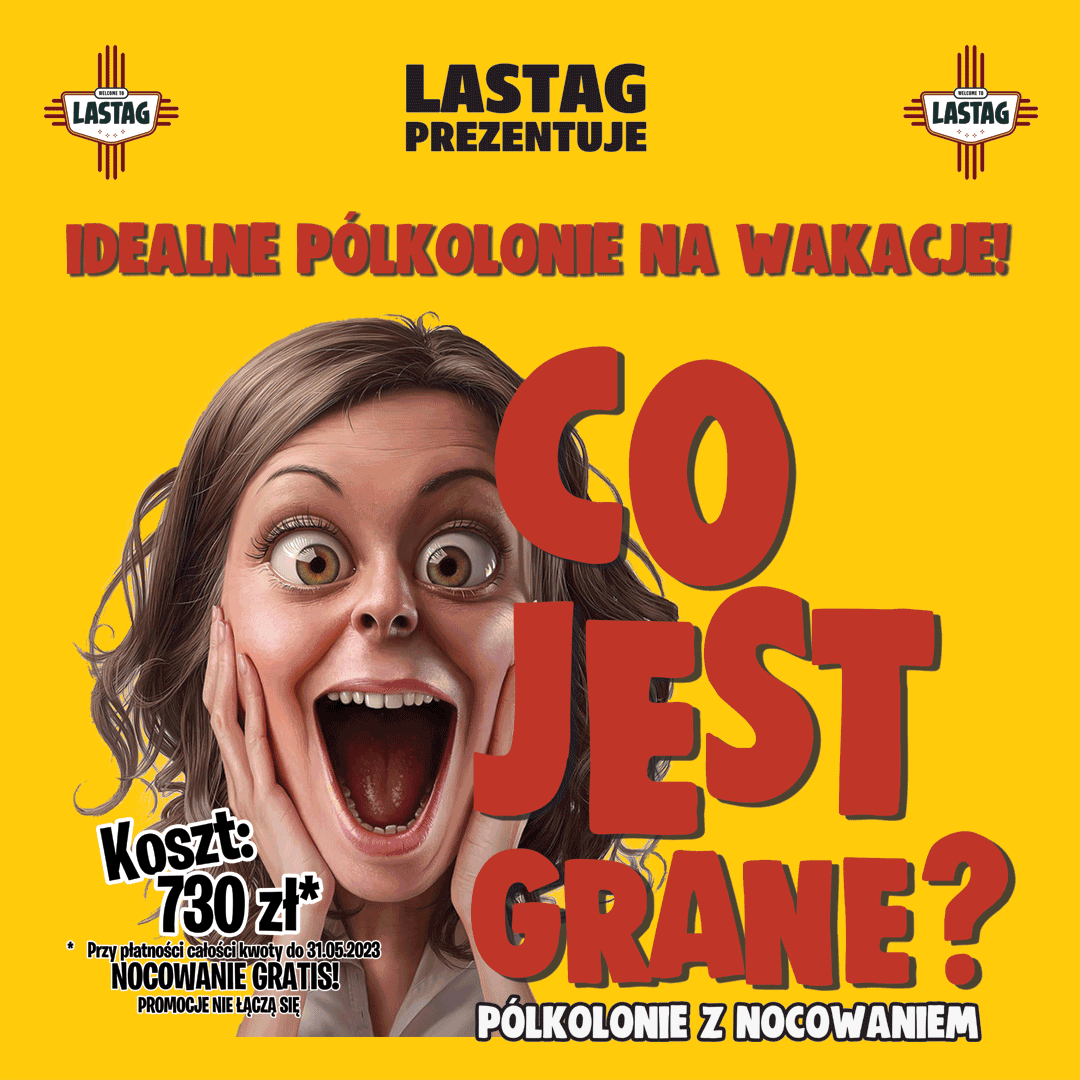 WELCOME TO
LASTAG
LASTAG
PREZENTUJE
WELCOME TO
LASTAG
IDEALNE PÓLKOLONIE NA WAKACJE!
CO
JEST
GRANE?
PÓLKOLONIE Z NOCOWANIEM
Koszt:
730 zł*
* Przy płatności całości kwoty do 31.05.2023
NOCOWANIE GRATIS!
PROMOCJE NIE ŁĄCZĄ SIĘ